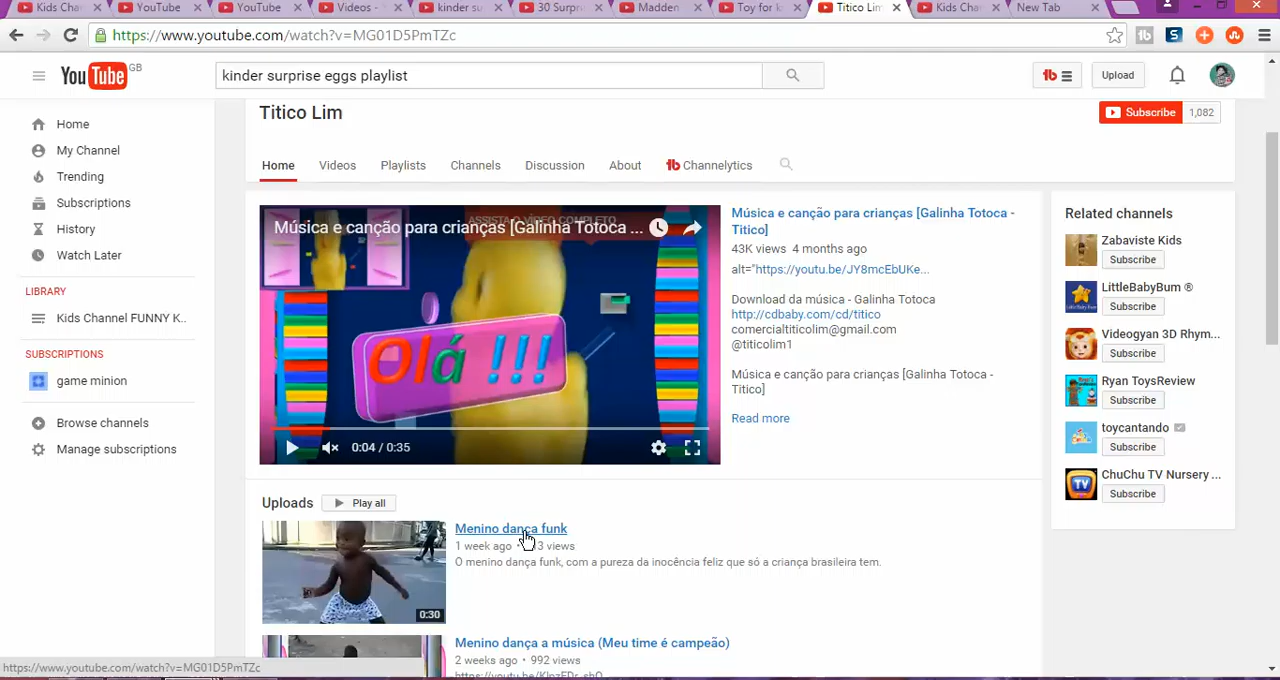 Kids Cha
YouTube
YouTube
Videos -
kinder su
30 Surpri
Madden
Toy for k
Titico Lim
Kids Char
New Tab
https://www.youtube.com/watch?v=MG01D5PmTZc
YouTube GB
kinder surprise eggs playlist
Upload
Home
My Channel
Trending
Subscriptions
History
Watch Later
LIBRARY
Kids Channel FUNNY K...
SUBSCRIPTIONS
game minion
Browse channels
Manage subscriptions
Titico Lim
Subscribe 1,082
Home Videos Playlists Channels Discussion About Channelytics
ASSISTA O VÍDEO COMPLETO
Música e canção para crianças [Galinha Totoca ...
Olá !!!
0:04 / 0:35
Música e canção para crianças [Galinha Totoca -
Titico]
43K views 4 months ago
alt="https://youtu.be/JY8mcEbUKe...
Download da música - Galinha Totoca
http://cdbaby.com/cd/titico
comercialtiticolim@gmail.com
@titicolim1
Música e canção para crianças [Galinha Totoca -
Titico]
Read more
Related channels
Zabaviste Kids
Subscribe
LittleBabyBum ®
Subscribe
Videogyan 3D Rhym...
Subscribe
Ryan ToysReview
Subscribe
toycantando
Subscribe
ChuChu TV Nursery ...
Subscribe
Uploads Play all
Menino dança funk
1 week ago • 13 views
O menino dança funk, com a pureza da inocência feliz que só a criança brasileira tem.
0:30
Menino dança a música (Meu time é campeão)
2 weeks ago • 992 views
https://www.youtube.com/watch?v=MG01D5PmTZc